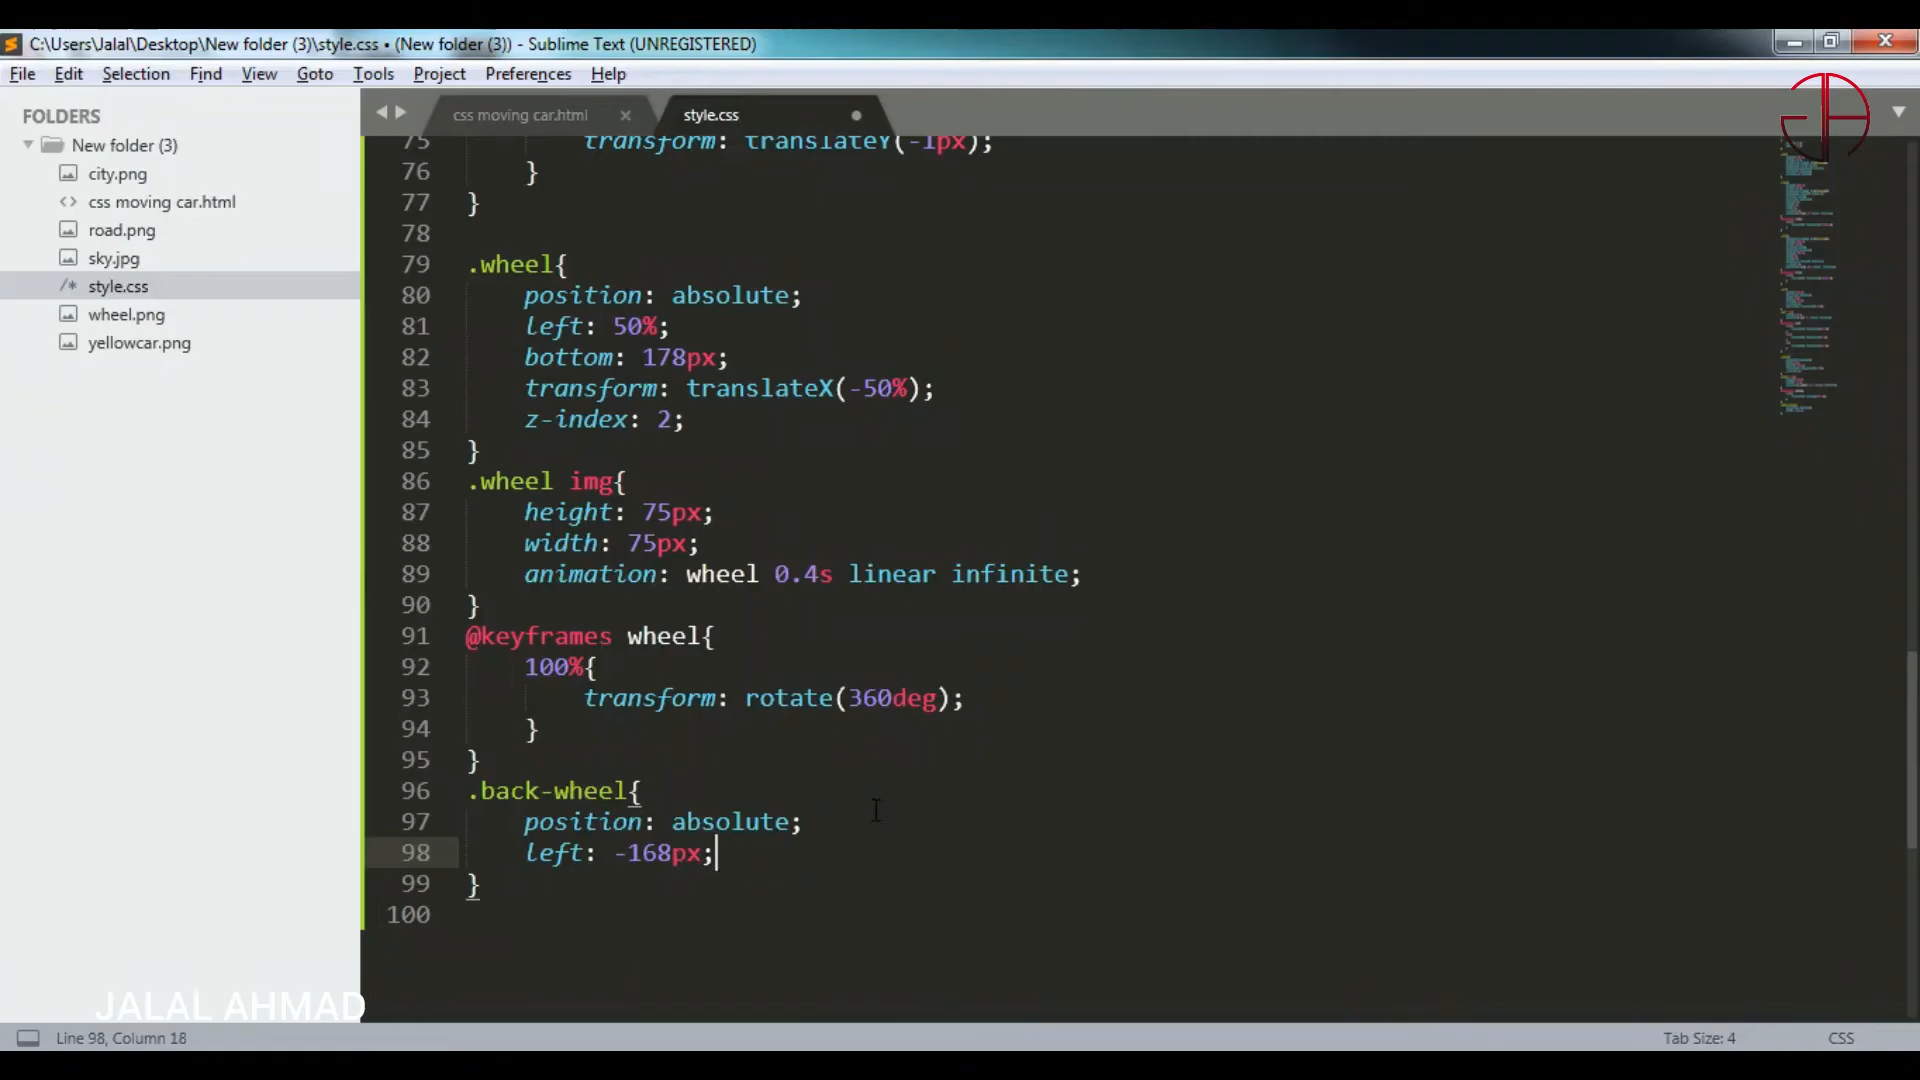 C:\Users\Jalal\Desktop\New folder (3)\style.css • (New folder (3)) - Sublime Text (UNREGISTERED)
File Edit Selection Find View Goto Tools Project Preferences Help
FOLDERS
New folder (3)
city.png
<> css moving car.html
road.png
sky.jpg
/* style.css
wheel.png
yellowcar.png
css moving car.html × style.css
75 transform: translateY(-1px);
76 }
77 }
78
79 .wheel{
80 position: absolute;
81 left: 50%;
82 bottom: 178px;
83 transform: translateX(-50%);
84 z-index: 2;
85 }
86 .wheel img{
87 height: 75px;
88 width: 75px;
89 animation: wheel 0.4s linear infinite;
90 }
91 @keyframes wheel{
92 100%{
93 transform: rotate(360deg);
94 }
95 }
96 .back-wheel{
97 position: absolute;
98 left: -168px;
99 }
100
JALAL AHMAD
Line 98, Column 18
Tab Size: 4
CSS